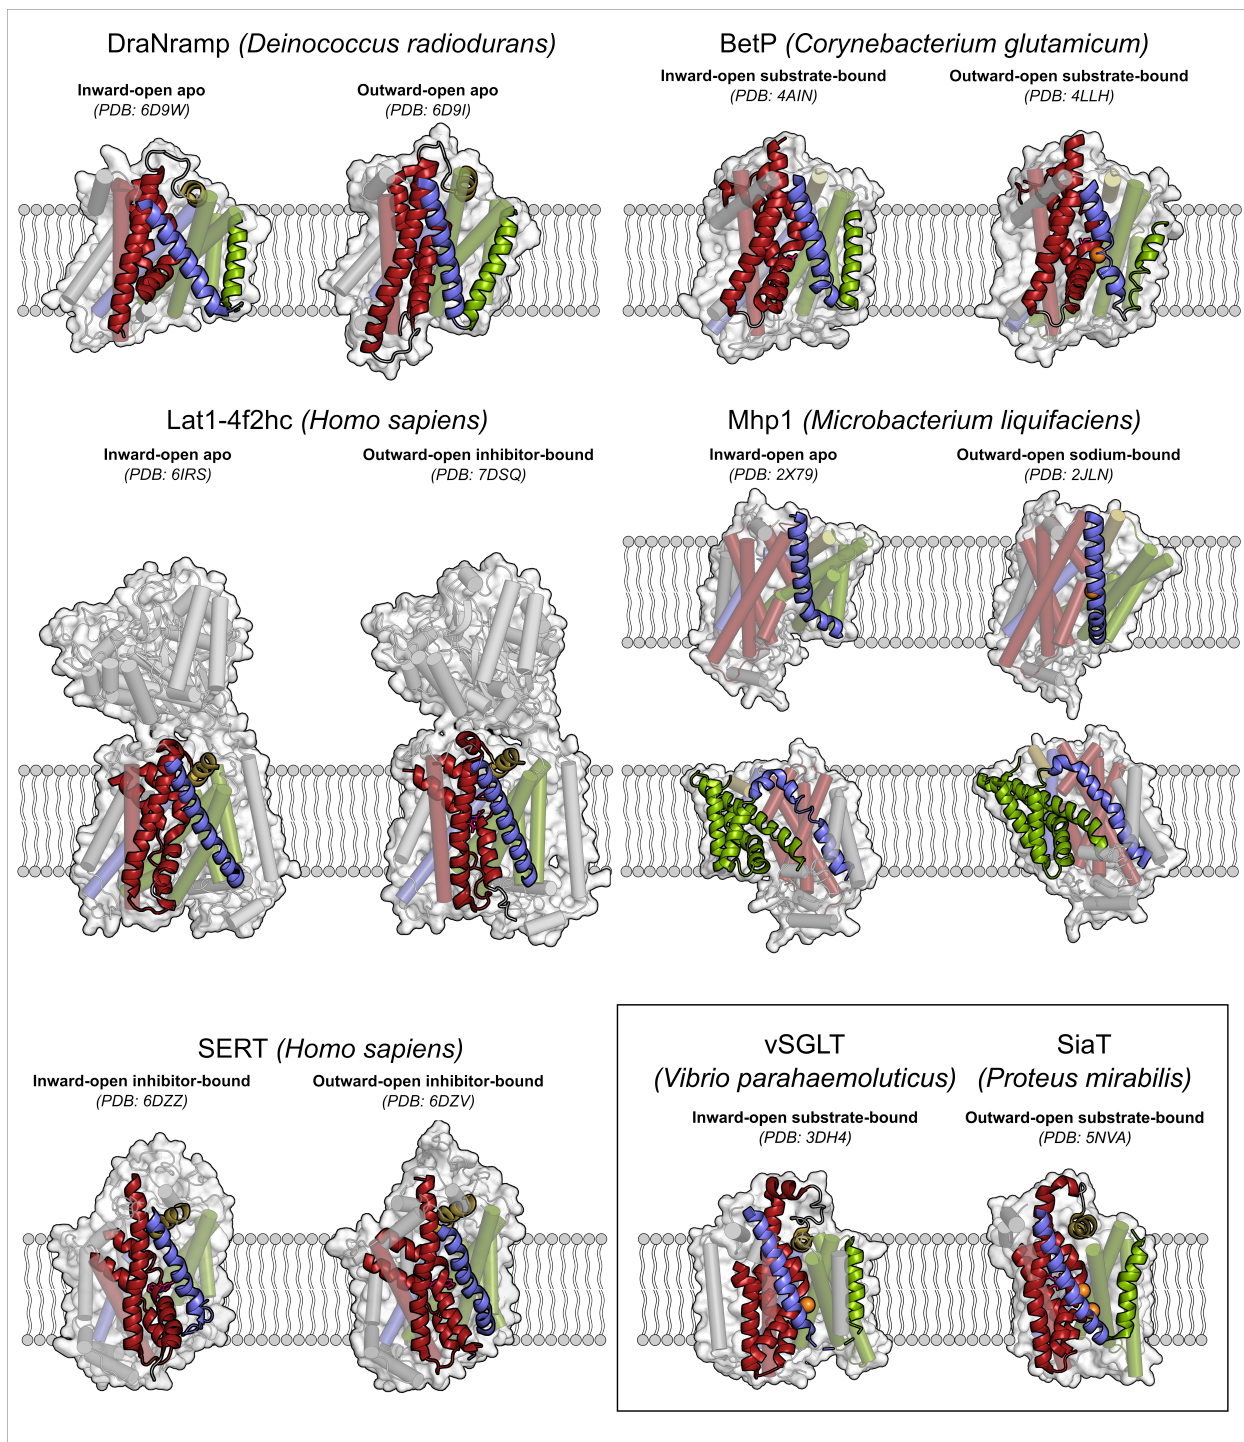 DraNramp (Deinococcus radiodurans)
Inward-open apo
(PDB: 6D9W)
Outward-open apo
(PDB: 6D9I)
BetP (Corynebacterium glutamicum)
Inward-open substrate-bound
(PDB: 4AIN)
Outward-open substrate-bound
(PDB: 4LLH)
Lat1-4f2hc (Homo sapiens)
Inward-open apo
(PDB: 6IRS)
Outward-open inhibitor-bound
(PDB: 7DSQ)
Mhp1 (Microbacterium liquifaciens)
Inward-open apo
(PDB: 2X79)
Outward-open sodium-bound
(PDB: 2JLN)
SERT (Homo sapiens)
Inward-open inhibitor-bound
(PDB: 6DZZ)
Outward-open inhibitor-bound
(PDB: 6DZV)
vSGLT
(Vibrio parahaemoluticus)
Inward-open substrate-bound
(PDB: 3DH4)
SiaT
(Proteus mirabilis)
Outward-open substrate-bound
(PDB: 5NVA)